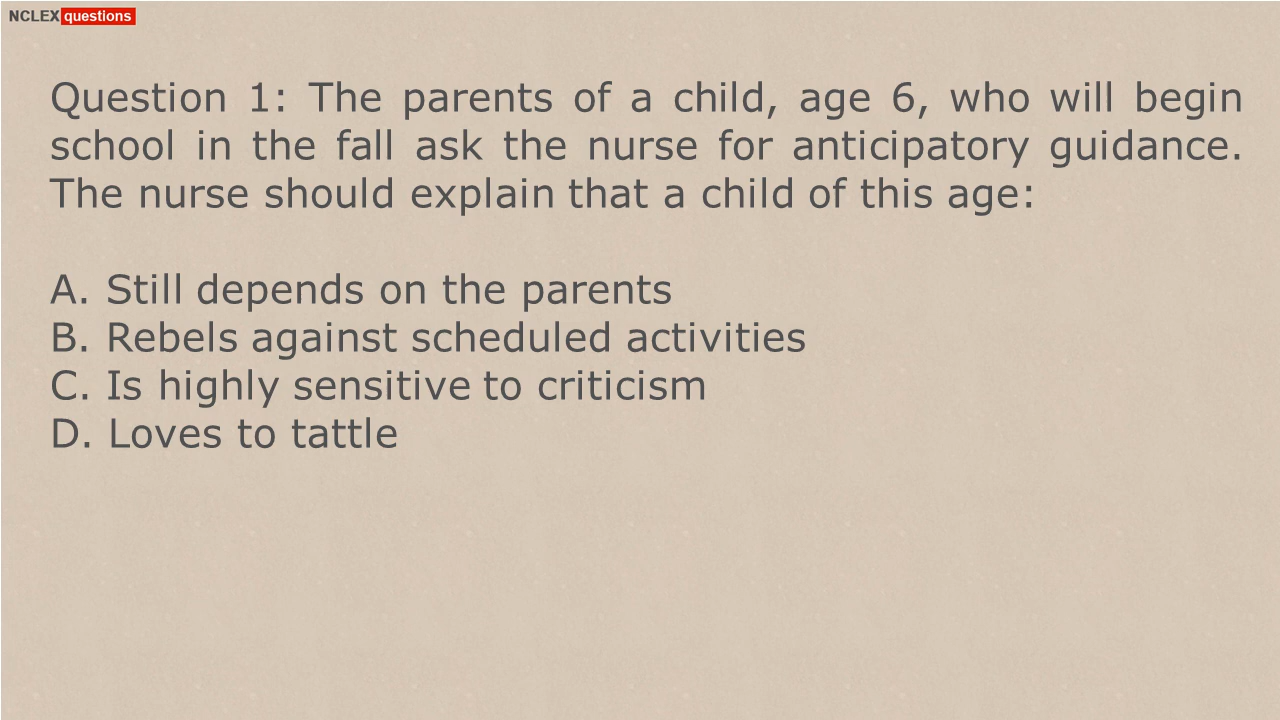 NCLEX questions
Question 1: The parents of a child, age 6, who will begin
school in the fall ask the nurse for anticipatory guidance.
The nurse should explain that a child of this age:
A. Still depends on the parents
B. Rebels against scheduled activities
C. Is highly sensitive to criticism
D. Loves to tattle